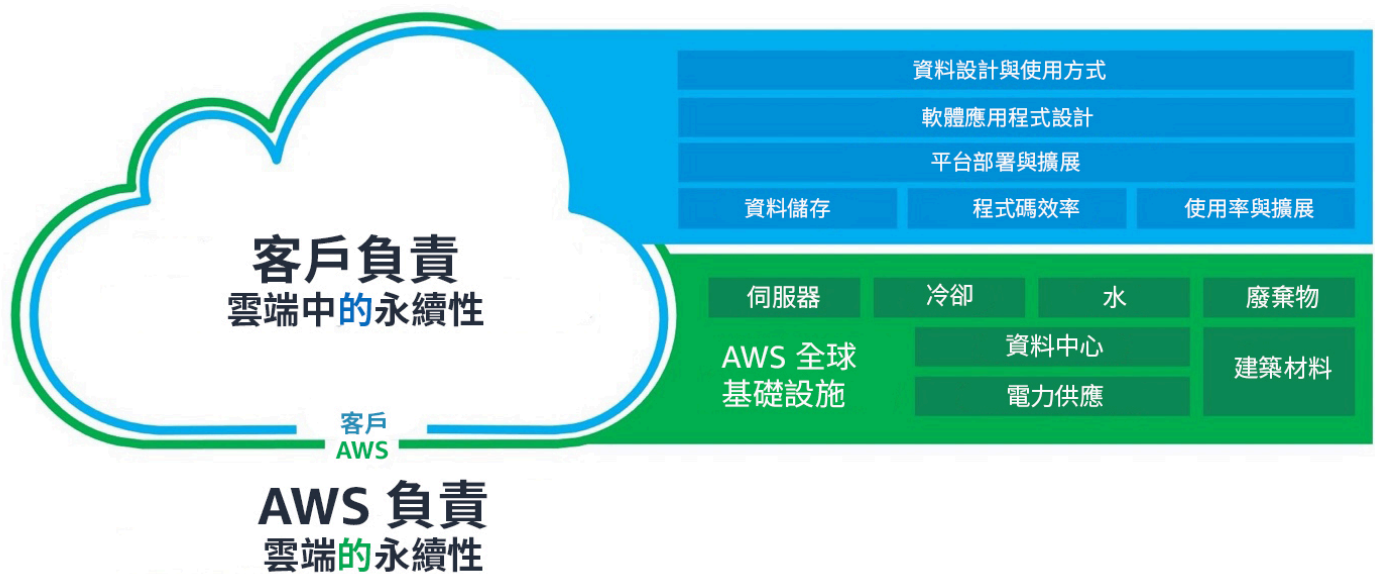 資料設計與使用方式
軟體應用程式設計
平台部署與擴展
資料儲存
程式碼效率
使用率與擴展
客戶負責
雲端中的永續性
伺服器
冷卻
水
廢棄物
AWS 全球
基礎設施
資料中心
電力供應
建築材料
客戶
AWS
AWS 負責
雲端的永續性